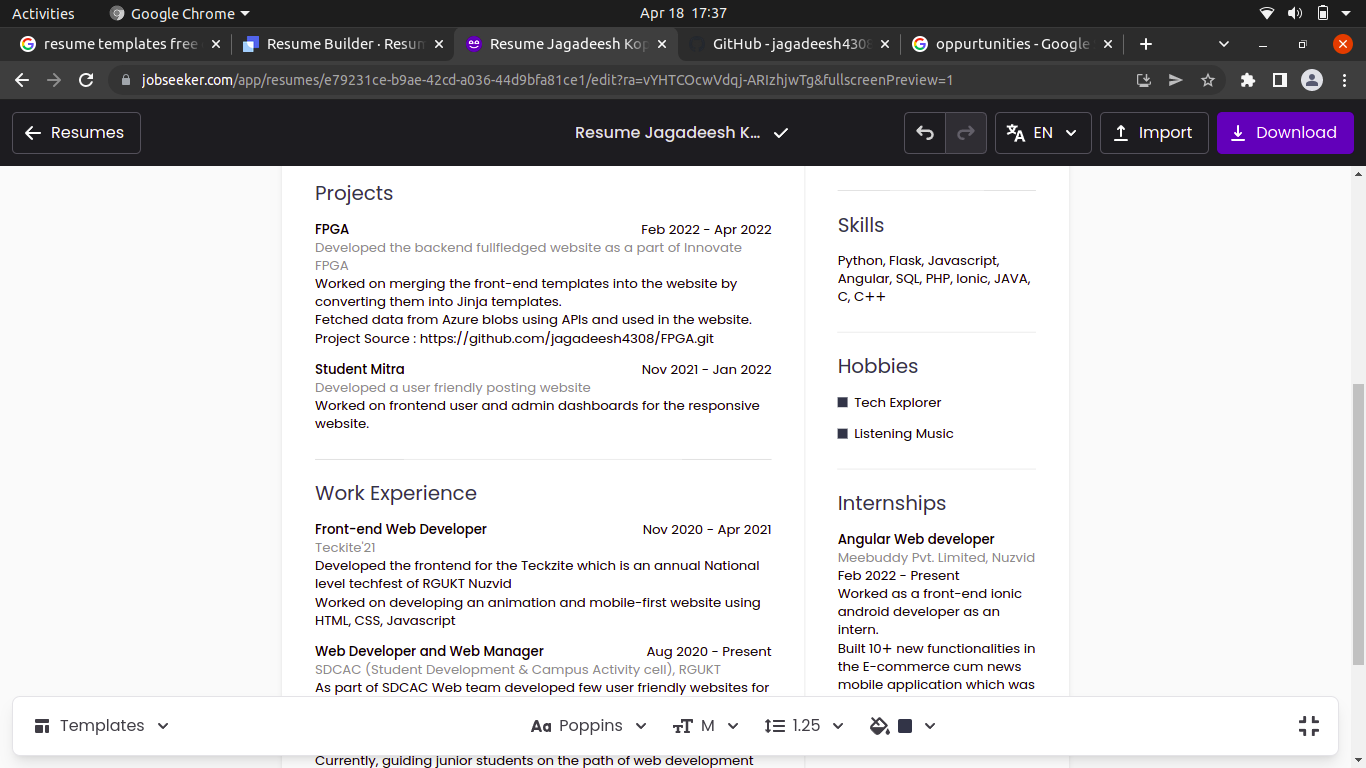 Activities
Google Chrome
Apr 18 17:37
resume templates free
Resume Builder · Resum
Resume Jagadeesh Kop
GitHub - jagadeesh4308
oppurtunities - Google
jobseeker.com/app/resumes/e79231ce-b9ae-42cd-a036-44d9bfa81ce1/edit?ra=vYHTCOcwVdqj-ARIzhjwTg&fullscreenPreview=1
Resumes
Resume Jagadeesh K...
EN
Import
Download
Projects
FPGA
Feb 2022 - Apr 2022
Developed the backend fullfledged website as a part of Innovate
FPGA
Worked on merging the front-end templates into the website by
converting them into Jinja templates.
Fetched data from Azure blobs using APIs and used in the website.
Project Source : https://github.com/jagadeesh4308/FPGA.git
Student Mitra
Nov 2021 - Jan 2022
Developed a user friendly posting website
Worked on frontend user and admin dashboards for the responsive
website.
Work Experience
Front-end Web Developer
Nov 2020 - Apr 2021
Teckite'21
Developed the frontend for the Teckzite which is an annual National
level techfest of RGUKT Nuzvid
Worked on developing an animation and mobile-first website using
HTML, CSS, Javascript
Web Developer and Web Manager
Aug 2020 - Present
SDCAC (Student Development & Campus Activity cell), RGUKT
As part of SDCAC Web team developed few user friendly websites for
Currently, guiding junior students on the path of web development
Skills
Python, Flask, Javascript,
Angular, SQL, PHP, Ionic, JAVA,
C, C++
Hobbies
Tech Explorer
Listening Music
Internships
Angular Web developer
Meebuddy Pvt. Limited, Nuzvid
Feb 2022 - Present
Worked as a front-end ionic
android developer as an
intern.
Built 10+ new functionalities in
the E-commerce cum news
mobile application which was
Templates
Aa Poppins
TT M
1.25